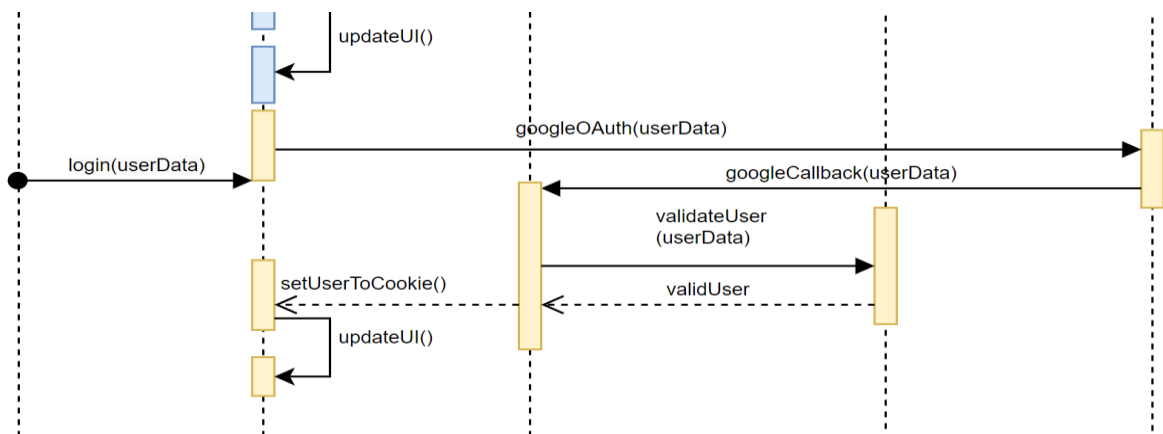 updateUI()
googleOAuth(userData)
login(userData)
googleCallback(userData)
validateUser
(userData)
setUserToCookie()
validUser
updateUI()